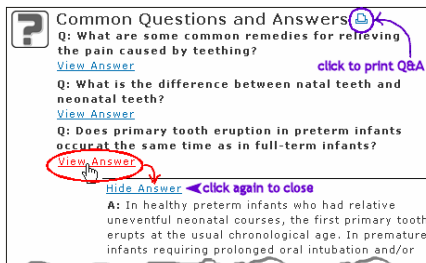 Common Questions and Answers
Q: What are some common remedies for relieving
the pain caused by teething?
click to print Q&A
View Answer
Q: What is the difference between natal teeth and
neonatal teeth?
View Answer
Q: Does primary tooth eruption in preterm infants
occur at the same time as in full-term infants?
View Answer
Hide Answer click again to close
A: In healthy preterm infants who had relative
uneventful neonatal courses, the first primary tooth
erupts at the usual chronological age. In premature
infants requiring prolonged oral intubation and/or